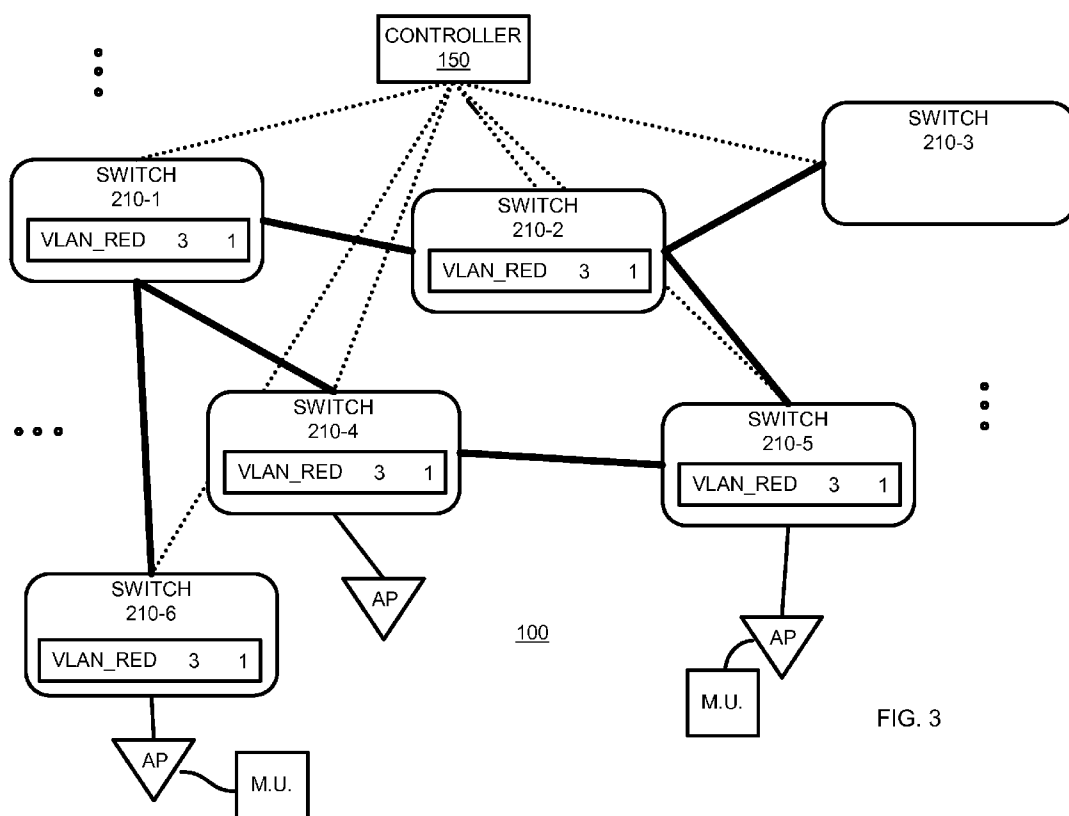 CONTROLLER
150
SWITCH
210-3
SWITCH
210-1
VLAN_RED 3 1
SWITCH
210-2
VLAN_RED 3 1
SWITCH
210-4
VLAN_RED 3 1
SWITCH
210-5
VLAN_RED 3 1
SWITCH
210-6
VLAN_RED 3 1
AP
100
AP
M.U.
FIG. 3
AP
M.U.